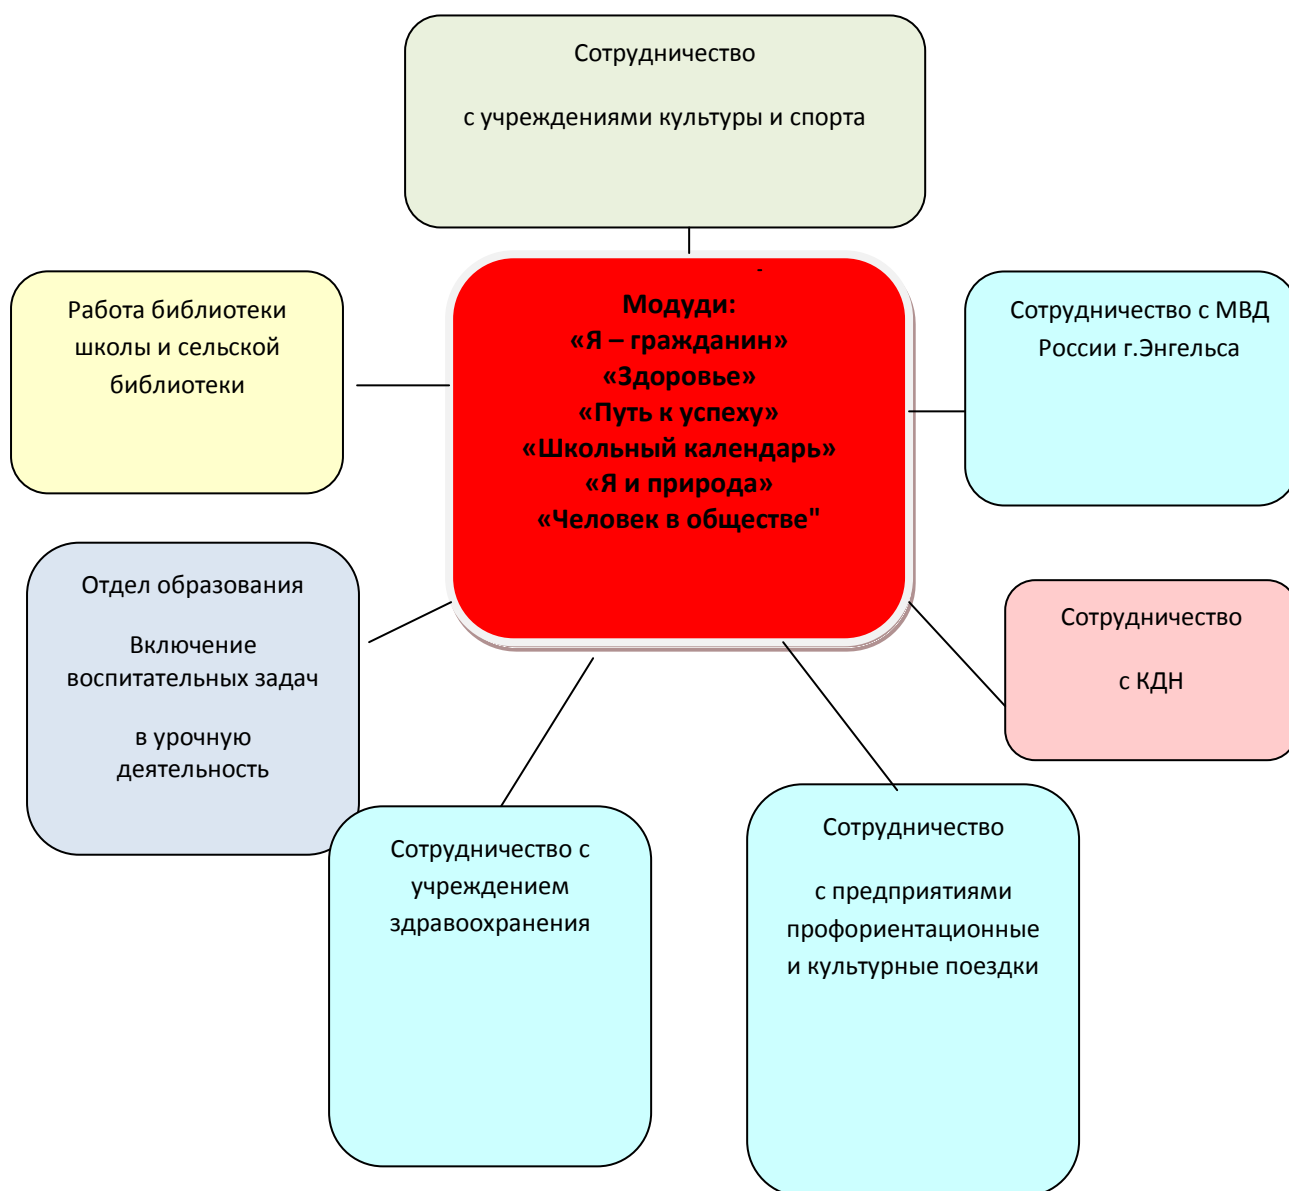 Сотрудничество
с учреждениями культуры и спорта
Работа библиотеки
школы и сельской
библиотеки
Модуди:
«Я – гражданин»
«Здоровье»
«Путь к успеху»
«Школьный календарь»
«Я и природа»
«Человек в обществе"
Сотрудничество с МВД
России г.Энгельса
Отдел образования
Включение
воспитательных задач
в урочную
деятельность
Сотрудничество
с КДН
Сотрудничество с
учреждением
здравоохранения
Сотрудничество
с предприятиями
профориентационные
и культурные поездки